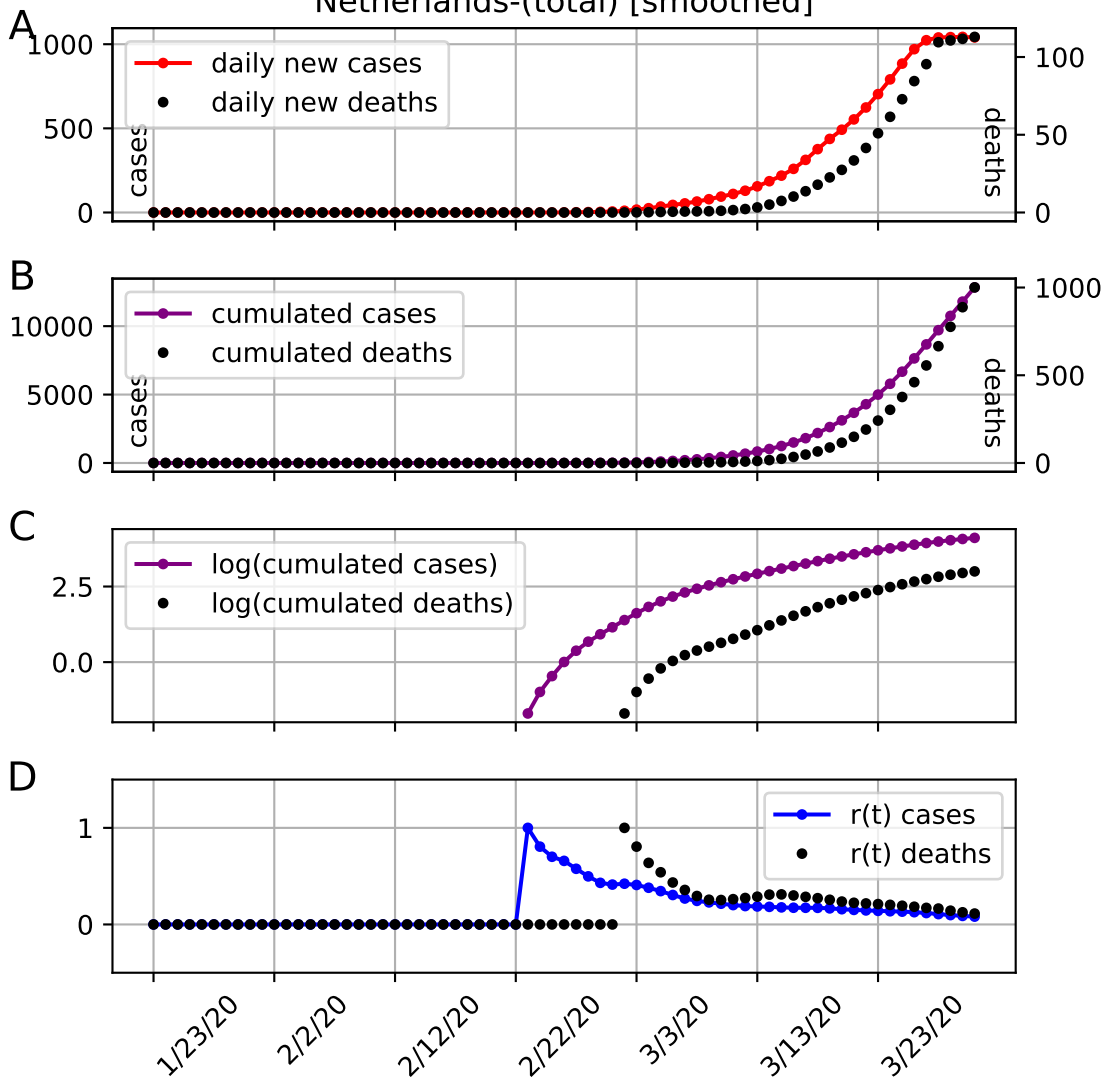 Netherlands-(total) [smoothed]
A
1000
500
0
cases
daily new cases
daily new deaths
100
50
0
deaths
B
10000
5000
0
cases
cumulated cases
cumulated deaths
1000
500
0
deaths
C
2.5
0.0
log(cumulated cases)
log(cumulated deaths)
D
1
0
r(t) cases
r(t) deaths
1/23/20
2/2/20
2/12/20
2/22/20
3/3/20
3/13/20
3/23/20